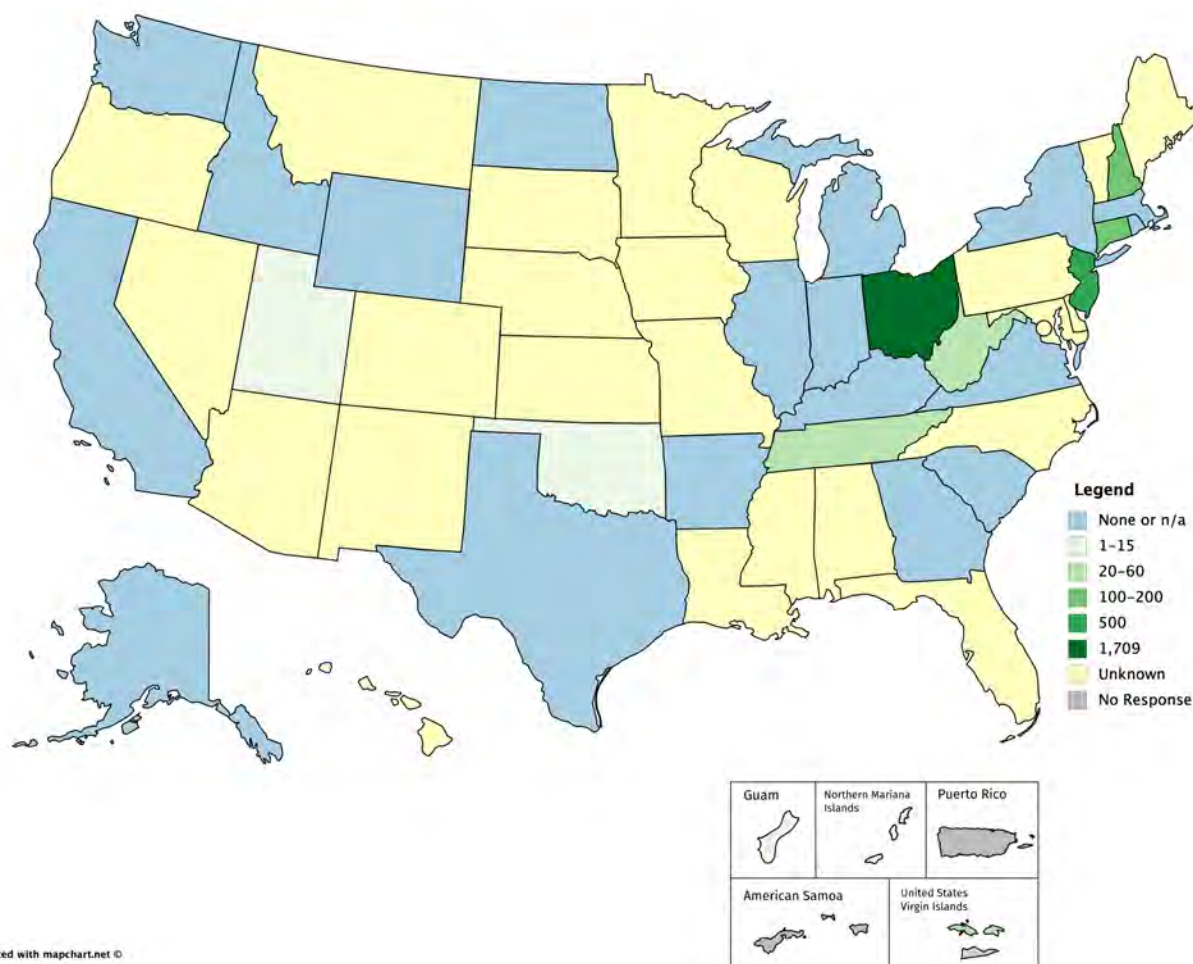 Legend
None or n/a
1–15
20–60
100–200
500
1,709
Unknown
No Response
Guam
Northern Mariana
Islands
Puerto Rico
American Samoa
United States
Virgin Islands
ted with mapchart.net ©